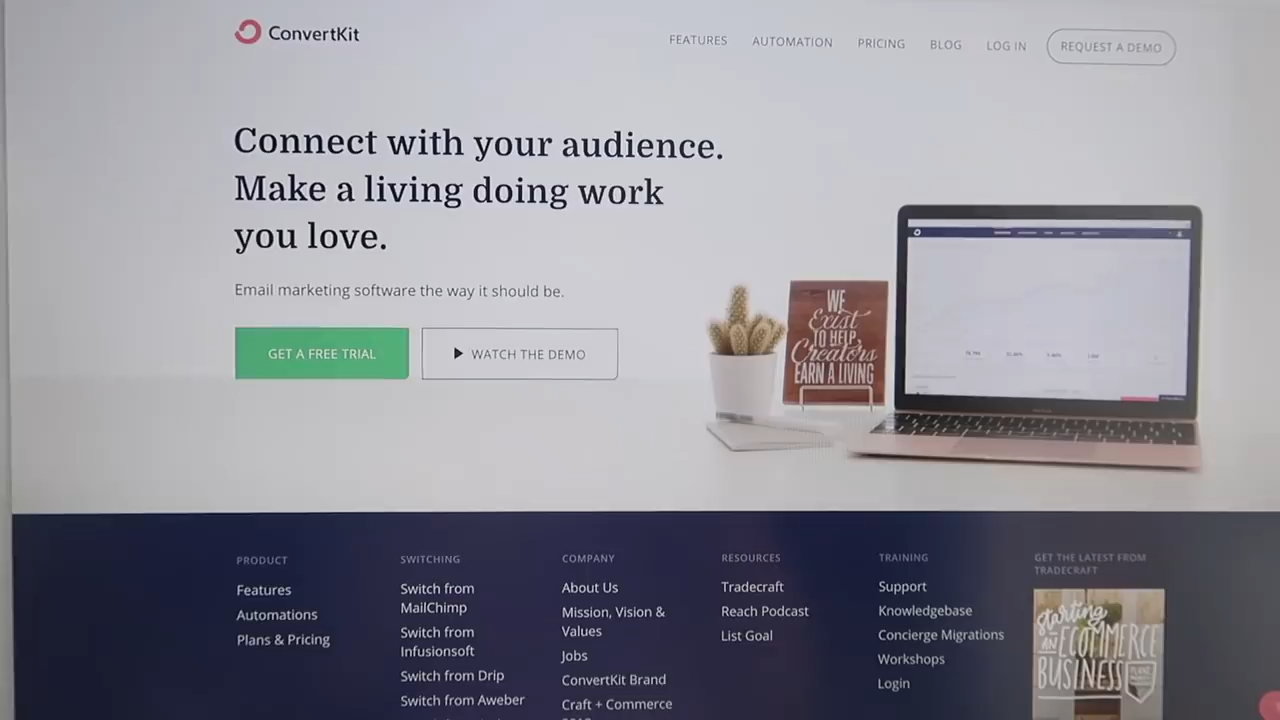 ConvertKit
FEATURES
AUTOMATION
PRICING
BLOG
LOG IN
REQUEST A DEMO
Connect with your audience.
Make a living doing work
you love.
Email marketing software the way it should be.
GET A FREE TRIAL
WATCH THE DEMO
WE
Exist
TO HELP
Creators
EARN A LIVING
PRODUCT
Features
Automations
Plans & Pricing
SWITCHING
Switch from
MailChimp
Switch from
Infusionsoft
Switch from Drip
Switch from Aweber
COMPANY
About Us
Mission, Vision &
Values
Jobs
ConvertKit Brand
Craft + Commerce
RESOURCES
Tradecraft
Reach Podcast
List Goal
TRAINING
Support
Knowledgebase
Concierge Migrations
Workshops
Login
GET THE LATEST FROM
TRADECRAFT
starting
AN ECOMMERCE
BUSINESS